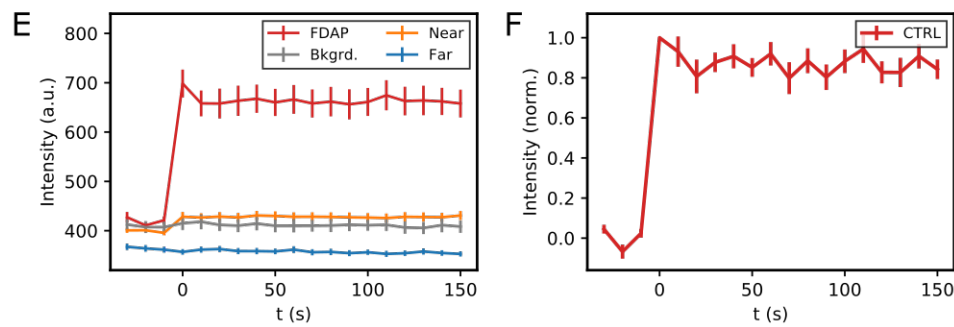 E
800
700
600
500
400
Intensity (a.u.)
FDAP
Bkgrd.
Near
Far
0
50
100
150
t (s)
F
1.0
0.8
0.6
0.4
0.2
0.0
Intensity (norm.)
CTRL
0
50
100
150
t (s)